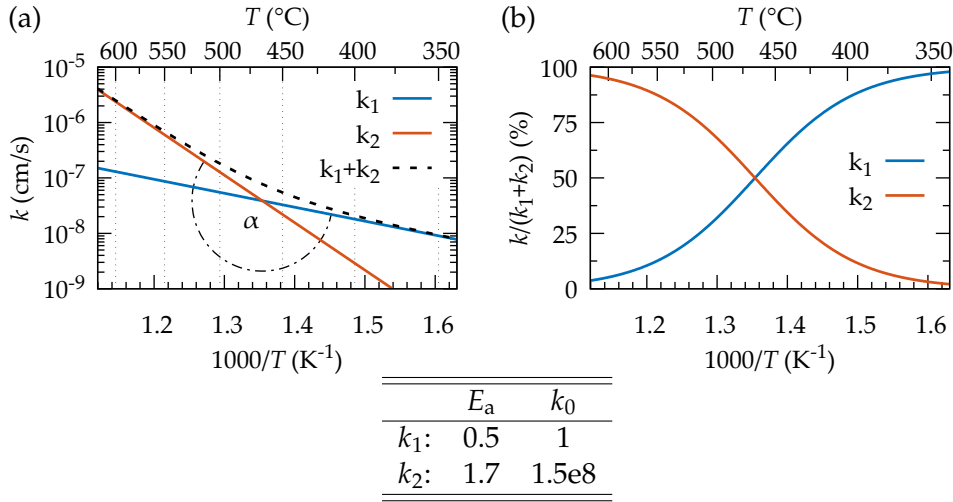 (a)
T (°C)
600 550 500 450 400 350
10-5
10-6
10-7
10-8
10-9
k (cm/s)
k1
k2
k1+k2
α
1.2 1.3 1.4 1.5 1.6
1000/T (K-1)
(b)
T (°C)
600 550 500 450 400 350
100
75
50
25
0
k/(k1+k2) (%)
k1
k2
1.2 1.3 1.4 1.5 1.6
1000/T (K-1)
Ea k0
k1: 0.5 1
k2: 1.7 1.5e8